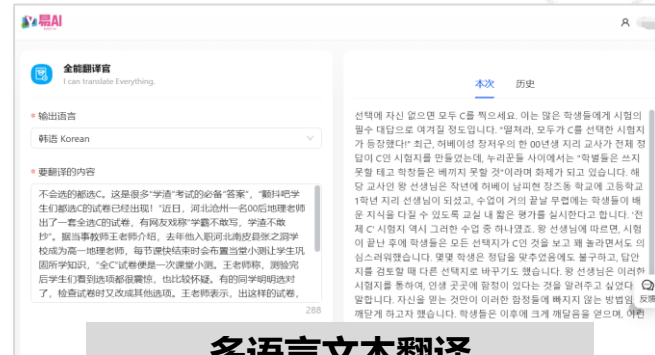 易AI
全能翻译官
I can translate Everything.
* 输出语言
韩语 Korean
* 要翻译的内容
不会选的都选C。这是很多“学渣”考试的必备“答案”，“颤抖吧学
生们都选C的试卷已经出现！”近日，河北沧州一名00后地理老师
出了一套全选C的试卷，有网友戏称“学霸不敢写，学渣不敢
抄”。据当事教师王老师介绍，去年他入职河北南皮县张之洞学
校成为高一地理老师，每节课快结束时会布置当堂小测让学生巩
固所学知识，“全C”试卷便是一次课堂小测。王老师称，测验完
后学生们看到选项都很震惊，也比较怀疑。有的同学明明选对
了，检查试卷时又改成其他选项。王老师表示，出这样的试卷，
288
本次 历史
선택에 자신 없으면 모두 C를 찍으세요. 이는 많은 학생들에게 시험의
필수 대답으로 여겨질 정도입니다. "떨쳐라, 모두가 C를 선택한 시험지
가 등장했다!" 최근, 허베이성 창저우의 한 00년생 지리 교사가 전체 정
답이 C인 시험지를 만들었는데, 누리꾼들 사이에서는 "학벌들은 쓰지
못할 테고 학창들은 베끼지 못할 것"이라며 화제가 되고 있습니다. 해
당 교사인 왕 선생님은 작년에 허베이 남피현 장즈동 학교에 고등학교
1학년 지리 선생님이 되셨고, 수업이 거의 끝날 무렵에는 학생들이 배
운 지식을 다질 수 있도록 교실 내 짧은 평가를 실시한다고 합니다. '전
체 C' 시험지 역시 그러한 수업 중 하나였죠. 왕 선생님에 따르면, 시험
이 끝난 후에 학생들은 모든 선택지가 C인 것을 보고 꽤 놀라면서도 의
심스러워했습니다. 몇몇 학생은 정답을 맞추었음에도 불구하고, 답안
지를 검토할 때 다른 선택지로 바꾸기도 했습니다. 왕 선생님은 이러한
시험지를 통하여, 인생 곳곳에 함정이 있다는 것을 알려주고 싶었다
말합니다. 자신을 믿는 것만이 이러한 함정들에 빠지지 않는 방법임
깨닫게 하고자 했습니다. 학생들은 이후에 크게 깨달음을 얻으며,
多语言文本翻译